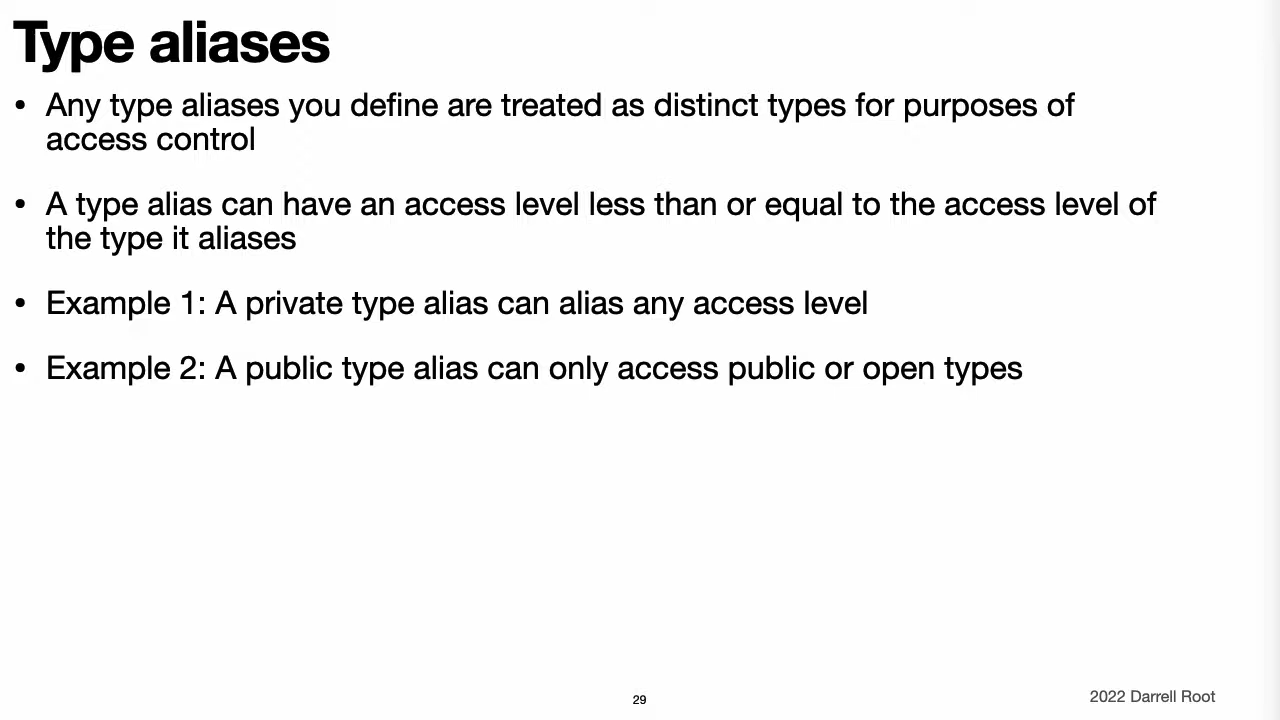 Type aliases
• Any type aliases you define are treated as distinct types for purposes of
access control
• A type alias can have an access level less than or equal to the access level of
the type it aliases
• Example 1: A private type alias can alias any access level
• Example 2: A public type alias can only access public or open types
29
2022 Darrell Root